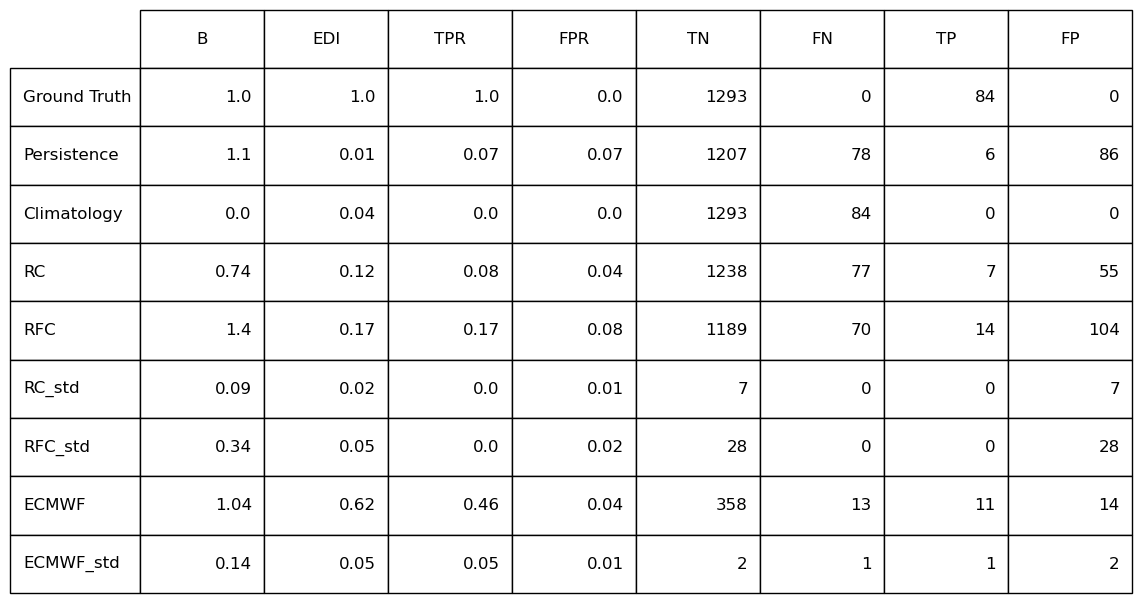 B EDI TPR FPR TN FN TP FP
Ground Truth 1.0 1.0 1.0 0.0 1293 0 84 0
Persistence 1.1 0.01 0.07 0.07 1207 78 6 86
Climatology 0.0 0.04 0.0 0.0 1293 84 0 0
RC 0.74 0.12 0.08 0.04 1238 77 7 55
RFC 1.4 0.17 0.17 0.08 1189 70 14 104
RC_std 0.09 0.02 0.0 0.01 7 0 0 7
RFC_std 0.34 0.05 0.0 0.02 28 0 0 28
ECMWF 1.04 0.62 0.46 0.04 358 13 11 14
ECMWF_std 0.14 0.05 0.05 0.01 2 1 1 2